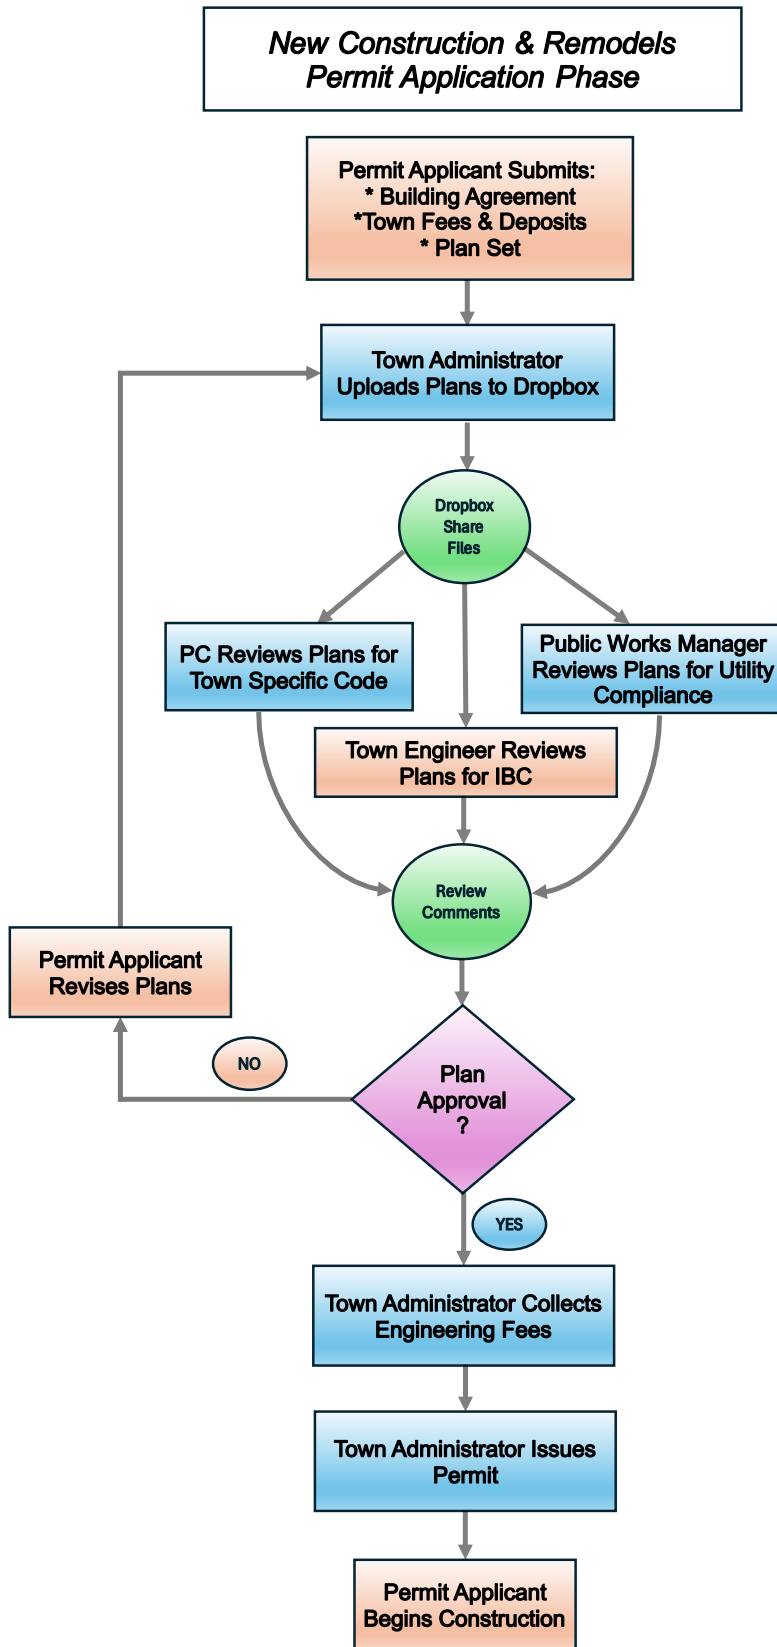 New Construction & Remodels
Permit Application Phase
Permit Applicant Submits:
* Building Agreement
*Town Fees & Deposits
* Plan Set
Town Administrator
Uploads Plans to Dropbox
Dropbox
Share
Files
PC Reviews Plans for
Town Specific Code
Public Works Manager
Reviews Plans for Utility
Compliance
Town Engineer Reviews
Plans for IBC
Review
Comments
Permit Applicant
Revises Plans
NO
Plan
Approval
?
YES
Town Administrator Collects
Engineering Fees
Town Administrator Issues
Permit
Permit Applicant
Begins Construction